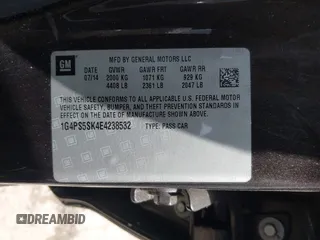 GM
MFD BY GENERAL MOTORS LLC
DATE GVWR GAWR FRT GAWR RR
07/14 2000 KG 1071 KG 929 KG
4408 LB 2361 LB 2047 LB
THIS VEHICLE CONFORMS TO ALL APPLICABLE U.S. FEDERAL MOTOR
VEHICLE SAFETY, BUMPER, AND THEFT PREVENTION STANDARDS
IN EFFECT ON THE DATE OF MANUFACTURE SHOWN ABOVE.
1G4PS5SK4E4238532 TYPE: PASS CAR
DREAMBID